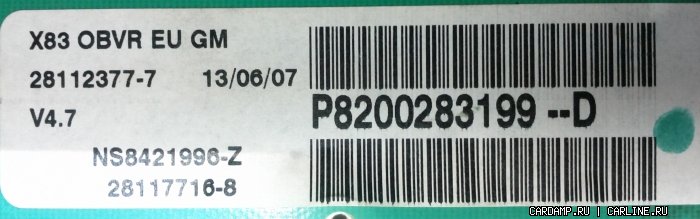 X83 OBVR EU GM
28112377-7 13/06/07
V4.7
P8200283199 --D
NS8421996-Z
28117716-8
CARDAMP.RU | CARLINE.RU